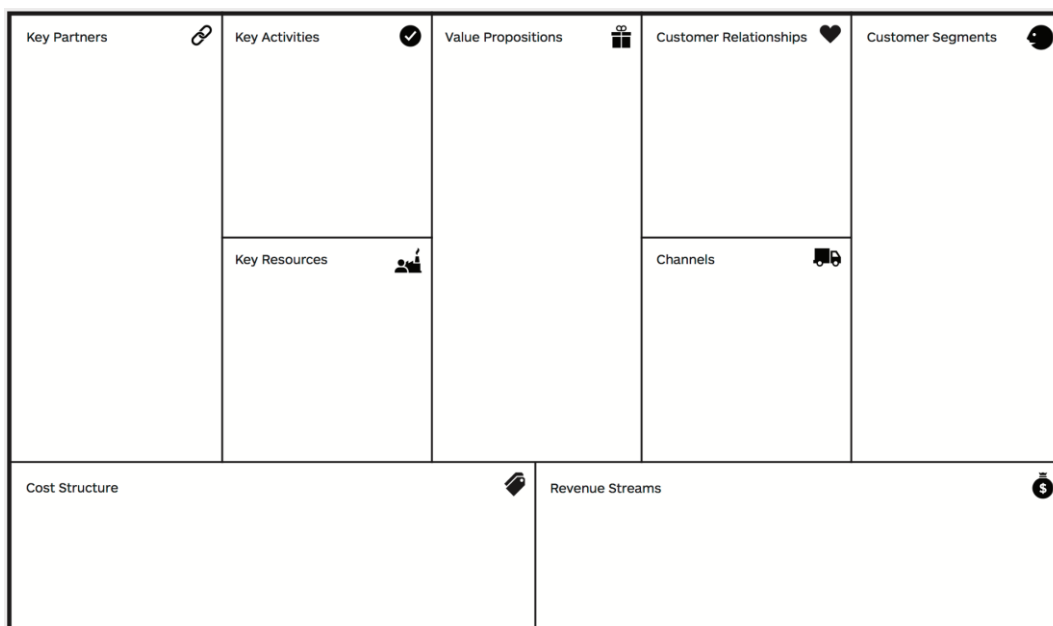 Key Partners
Key Activities
Value Propositions
Customer Relationships
Customer Segments
Key Resources
Channels
Cost Structure
Revenue Streams
$